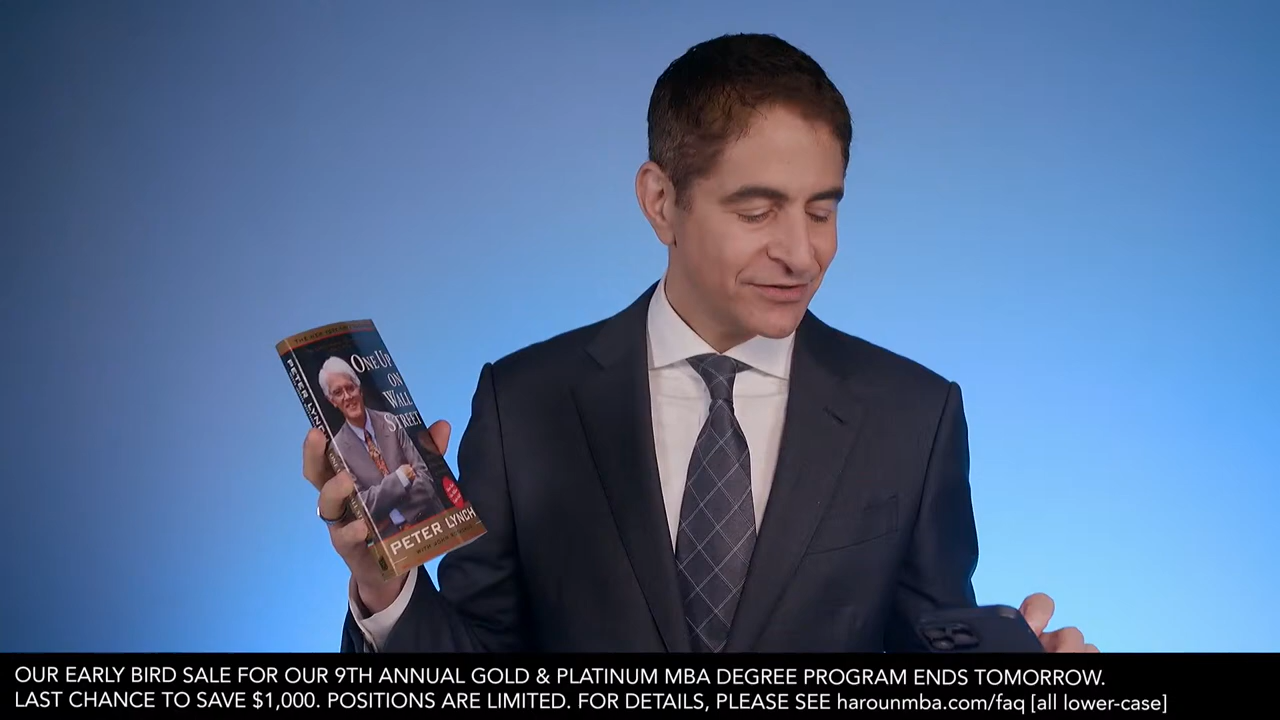 PETER LYNCH
ONE UP
ON
WALL
STREET
PETER LYNCH
OUR EARLY BIRD SALE FOR OUR 9TH ANNUAL GOLD & PLATINUM MBA DEGREE PROGRAM ENDS TOMORROW.
LAST CHANCE TO SAVE $1,000. POSITIONS ARE LIMITED. FOR DETAILS, PLEASE SEE harounmba.com/faq [all lower-case]